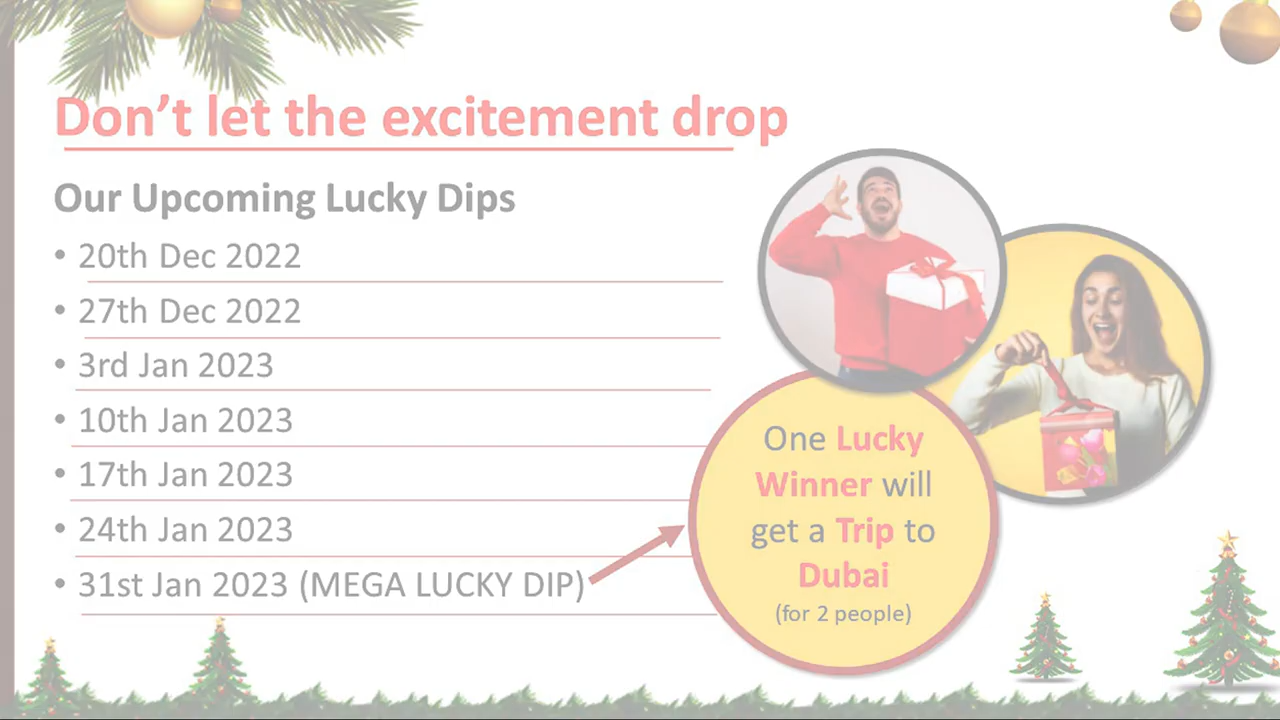 Don't let the excitement drop
Our Upcoming Lucky Dips
• 20th Dec 2022
• 27th Dec 2022
• 3rd Jan 2023
• 10th Jan 2023
• 17th Jan 2023
• 24th Jan 2023
• 31st Jan 2023 (MEGA LUCKY DIP)
One Lucky
Winner will
get a Trip to
Dubai
(for 2 people)